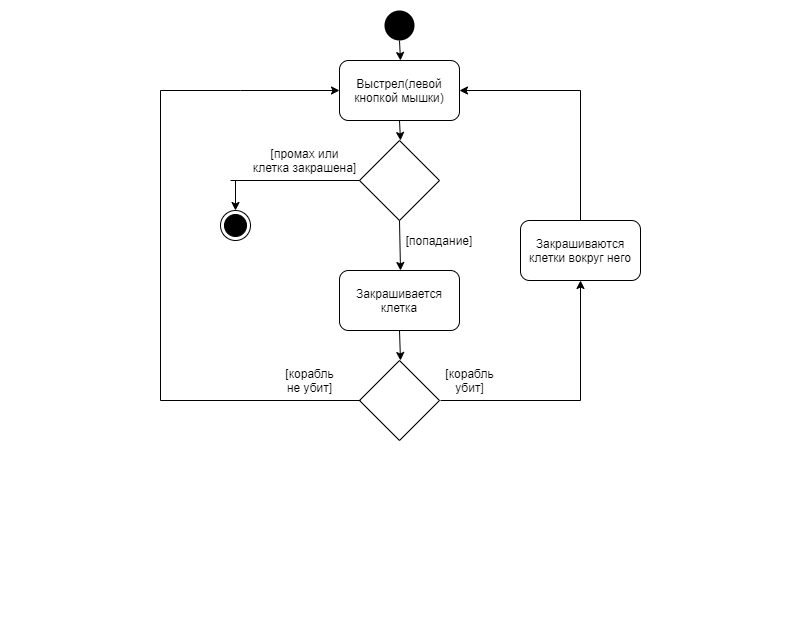 Выстрел(левой
кнопкой мышки)
[промах или
клетка закрашена]
[попадание]
Закрашиваются
клетки вокруг него
Закрашивается
клетка
[корабль
не убит]
[корабль
убит]